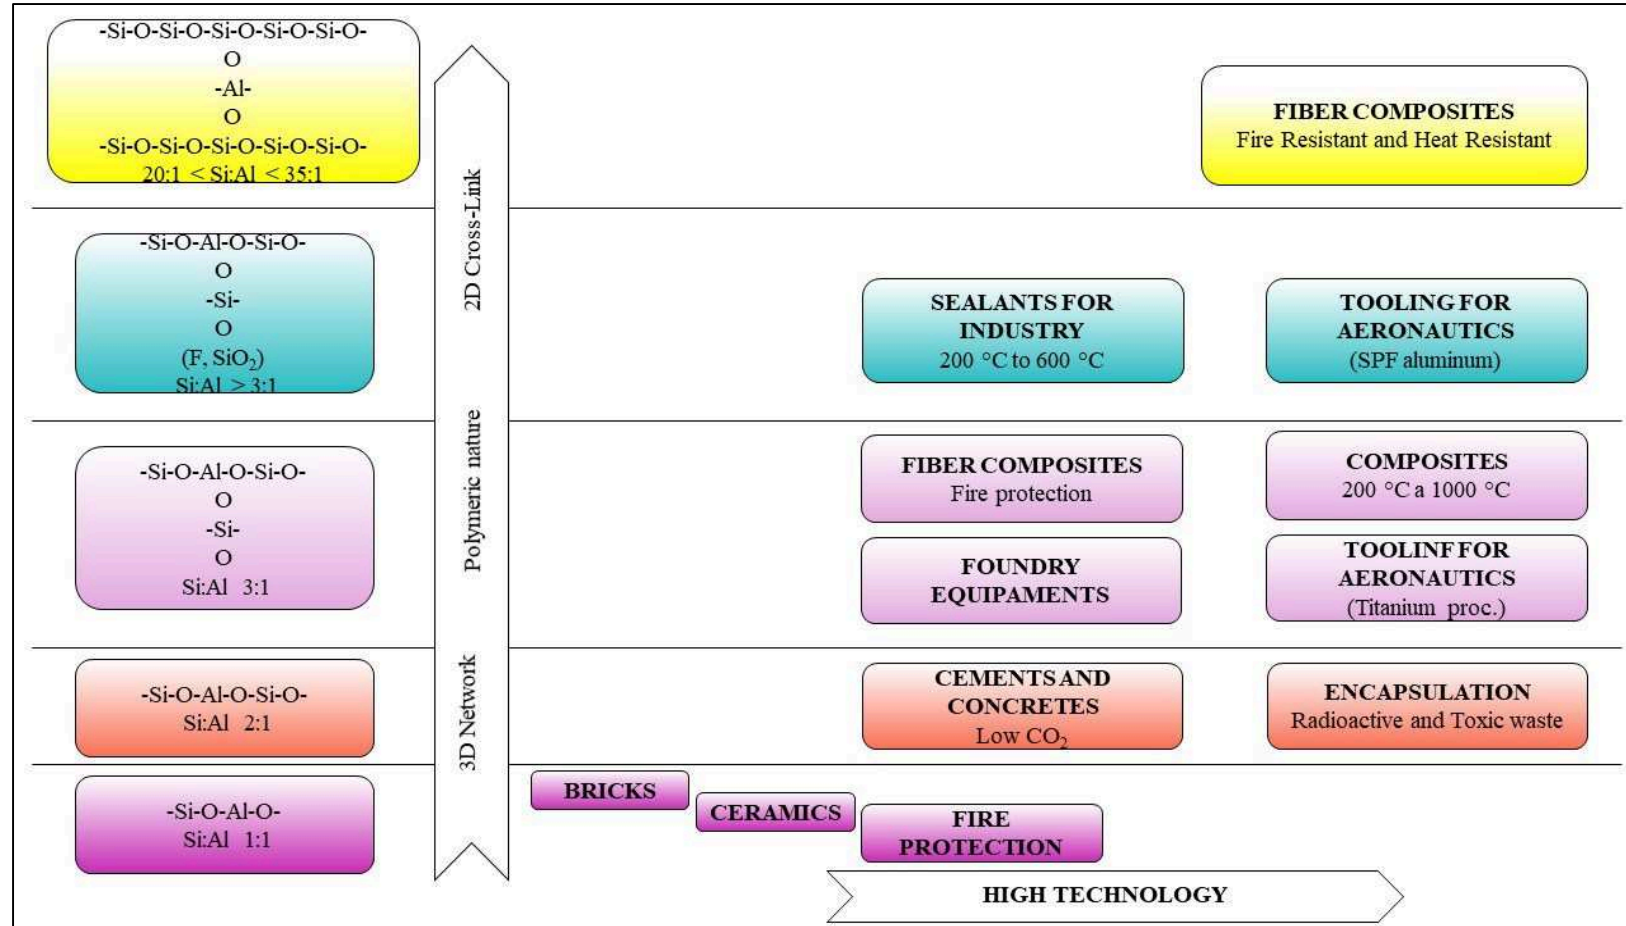 -Si-O-Si-O-Si-O-Si-O-Si-O-
O
-Al-
O
-Si-O-Si-O-Si-O-Si-O-Si-O-
20:1 < Si:Al < 35:1
FIBER COMPOSITES
Fire Resistant and Heat Resistant
2D Cross-Link
-Si-O-Al-O-Si-O-
O
-Si-
O
(F, SiO₂)
Si:Al > 3:1
SEALANTS FOR
INDUSTRY
200 °C to 600 °C
TOOLING FOR
AERONAUTICS
(SPF aluminum)
Polymeric nature
-Si-O-Al-O-Si-O-
O
-Si-
O
Si:Al 3:1
FIBER COMPOSITES
Fire protection
COMPOSITES
200 °C a 1000 °C
FOUNDRY
EQUIPAMENTS
TOOLINF FOR
AERONAUTICS
(Titanium proc.)
3D Network
-Si-O-Al-O-Si-O-
Si:Al 2:1
CEMENTS AND
CONCRETES
Low CO₂
ENCAPSULATION
Radioactive and Toxic waste
-Si-O-Al-O-
Si:Al 1:1
BRICKS
CERAMICS
FIRE
PROTECTION
HIGH TECHNOLOGY